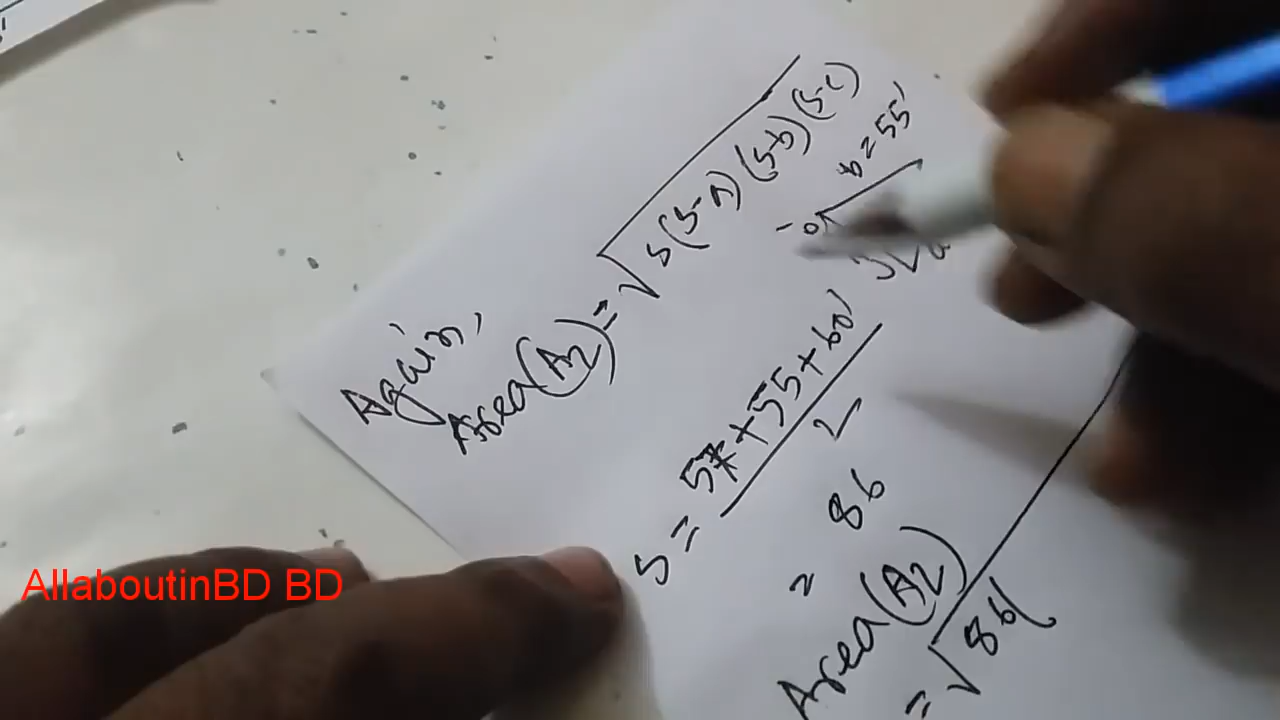 Again,
Area (A2) = √s(s-a)(s-b)(s-c)
b = 55'
s = 57+55+60' / 2
= 86
Area (A2)
= √86(
AllaboutinBD BD